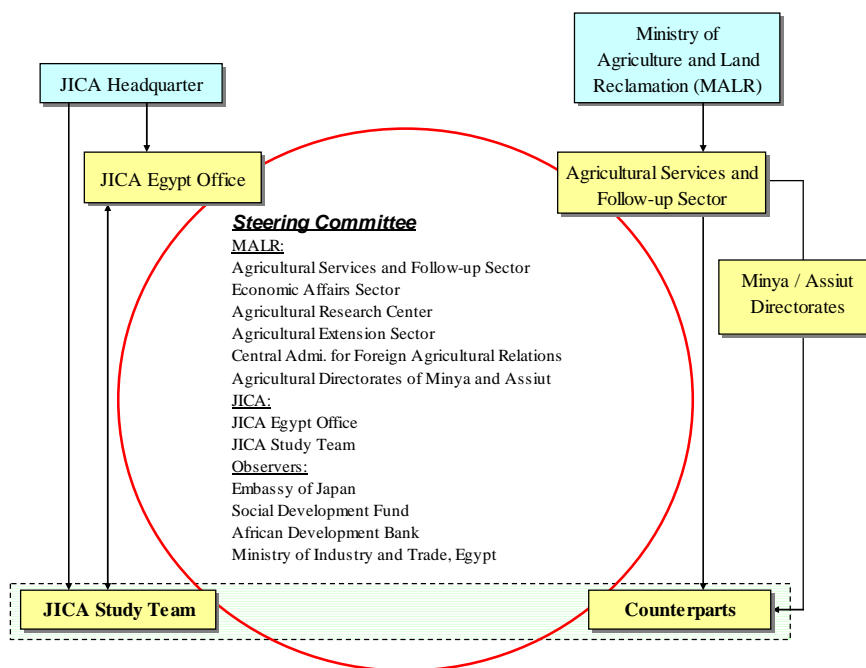 Ministry of
Agriculture and Land
Reclamation (MALR)
JICA Headquarter
JICA Egypt Office
Agricultural Services and
Follow-up Sector
Steering Committee
MALR:
Agricultural Services and Follow-up Sector
Economic Affairs Sector
Agricultural Research Center
Agricultural Extension Sector
Central Admi. for Foreign Agricultural Relations
Agricultural Directorates of Minya and Assiut
JICA:
JICA Egypt Office
JICA Study Team
Observers:
Embassy of Japan
Social Development Fund
African Development Bank
Ministry of Industry and Trade, Egypt
Minya / Assiut
Directorates
JICA Study Team
Counterparts